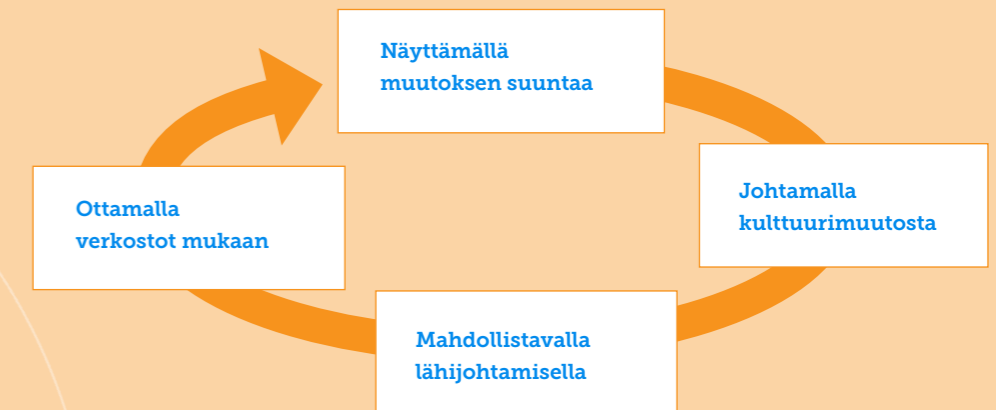 Näyttämällä
muutoksen suuntaa
Johtamalla
kulttuurimuutosta
Mahdollistavalla
lähijohtamisella
Ottamalla
verkostot mukaan